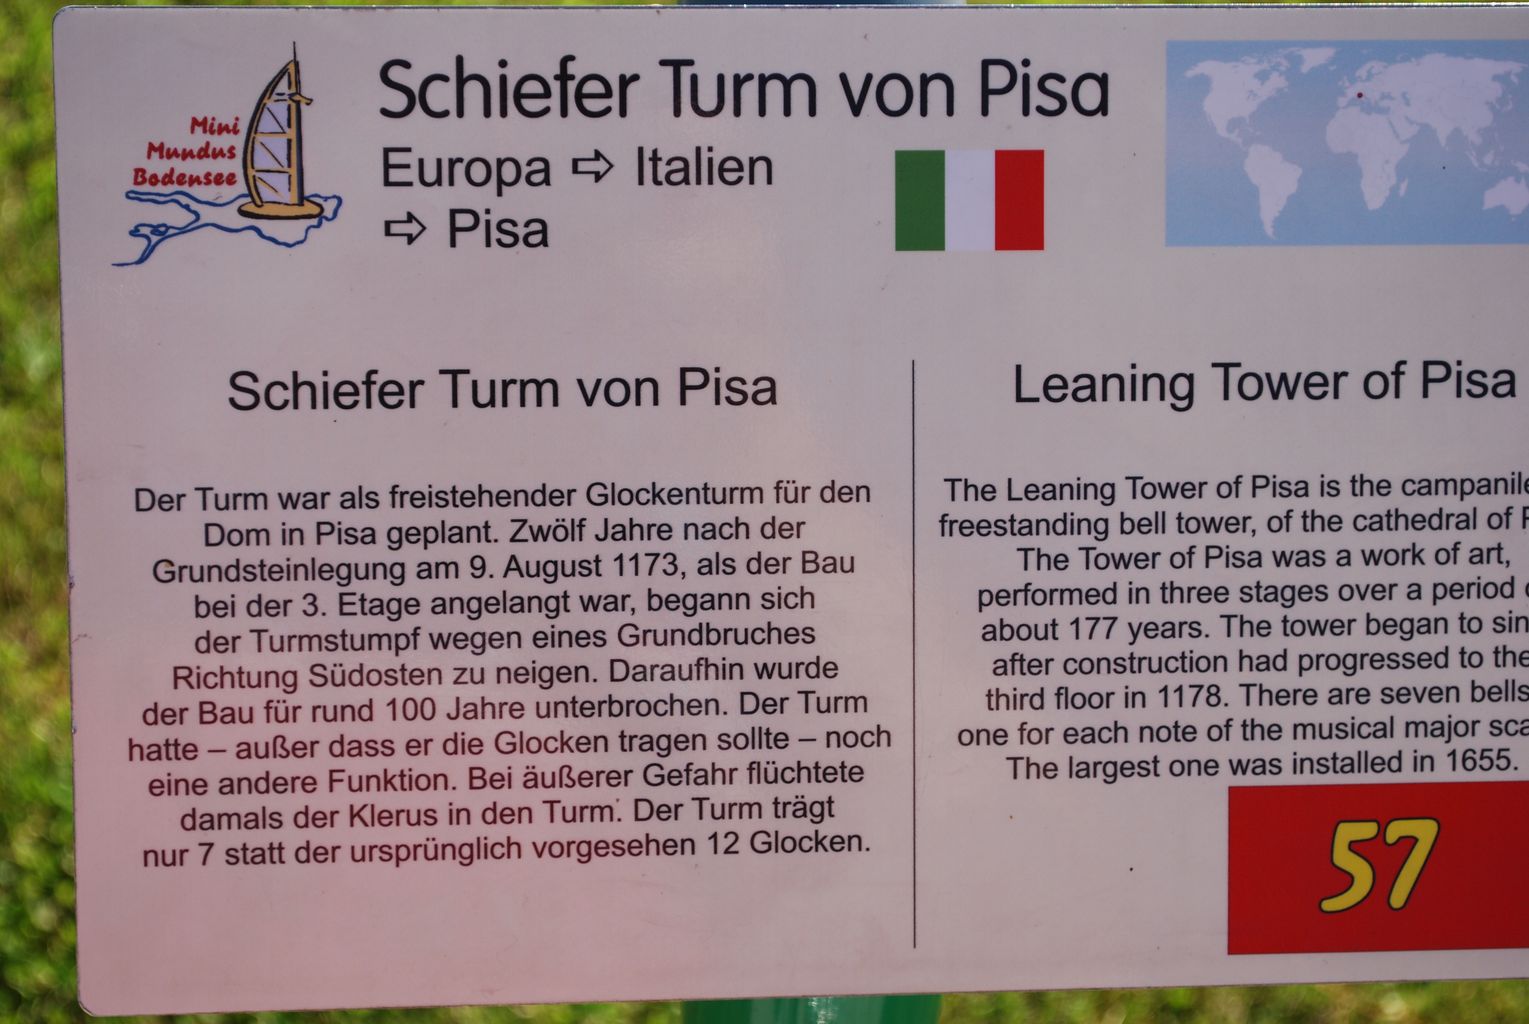 Mini
Mundus
Bodensee
Schiefer Turm von Pisa
Europa ⇨ Italien
⇨ Pisa
Schiefer Turm von Pisa
Der Turm war als freistehender Glockenturm für den
Dom in Pisa geplant. Zwölf Jahre nach der
Grundsteinlegung am 9. August 1173, als der Bau
bei der 3. Etage angelangt war, begann sich
der Turmstumpf wegen eines Grundbruches
Richtung Südosten zu neigen. Daraufhin wurde
der Bau für rund 100 Jahre unterbrochen. Der Turm
hatte – außer dass er die Glocken tragen sollte – noch
eine andere Funktion. Bei äußerer Gefahr flüchtete
damals der Klerus in den Turm. Der Turm trägt
nur 7 statt der ursprünglich vorgesehen 12 Glocken.
Leaning Tower of Pisa
The Leaning Tower of Pisa is the campanile
freestanding bell tower, of the cathedral of
The Tower of Pisa was a work of art,
performed in three stages over a period
about 177 years. The tower began to
after construction had progressed to the
third floor in 1178. There are seven bells
one for each note of the musical major
The largest one was installed in 1655.
57